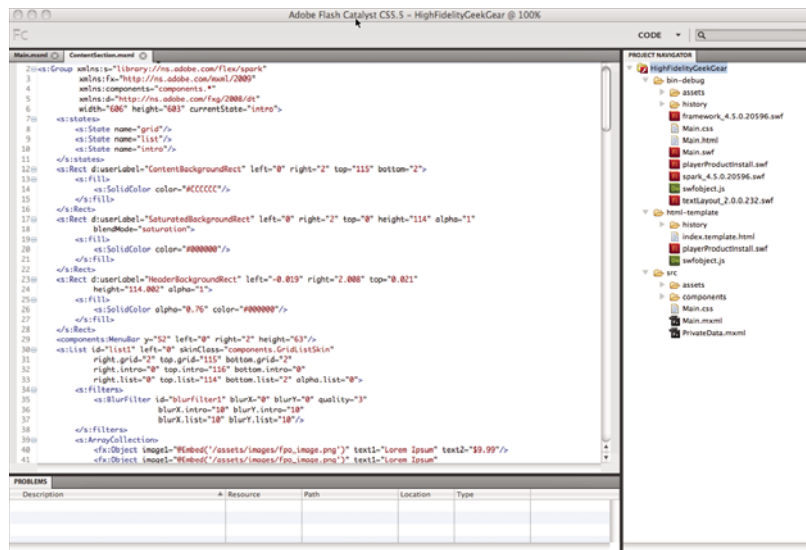 Adobe Flash Catalyst CS5.5 – HighFidelityGeekGear @ 100%
FC
CODE
Main.mxml
ContentSection.mxml
2 <s:Group xmlns:s="library://ns.adobe.com/flex/spark"
3 xmlns:fx="http://ns.adobe.com/mxml/2009"
4 xmlns:components="components.*"
5 xmlns:d="http://ns.adobe.com/fxg/2008/dt"
6 width="606" height="603" currentState="intro">
7 <s:states>
8 <s:State name="grid"/>
9 <s:State name="list"/>
10 <s:State name="intro"/>
11 </s:states>
12 <s:Rect d:userLabel="ContentBackgroundRect" left="0" right="2" top="115" bottom="2">
13 <s:fill>
14 <s:SolidColor color="#CCCCCC"/>
15 </s:fill>
16 </s:Rect>
17 <s:Rect d:userLabel="SaturatedBackgroundRect" left="0" right="2" top="0" height="114" alpha="1"
18 blendMode="saturation">
19 <s:fill>
20 <s:SolidColor color="#000000"/>
21 </s:fill>
22 </s:Rect>
23 <s:Rect d:userLabel="HeaderBackgroundRect" left="-0.019" right="2.008" top="0.021"
24 height="114.002" alpha="1">
25 <s:fill>
26 <s:SolidColor alpha="0.76" color="#000000"/>
27 </s:fill>
28 </s:Rect>
29 <components:MenuBar y="52" left="0" right="2" height="63"/>
30 <s:List id="list1" left="0" skinClass="components.GridListSkin"
31 right.grid="2" top.grid="115" bottom.grid="2"
32 right.intro="0" top.intro="116" bottom.intro="0"
33 right.list="0" top.list="114" bottom.list="2" alpha.list="0">
34 <s:filters>
35 <s:BlurFilter id="blurfilter1" blurX="0" blurY="0" quality="3"
36 blurX.intro="10" blurY.intro="10"
37 blurX.list="10" blurY.list="10"/>
38 </s:filters>
39 <s:ArrayCollection>
40 <fx:Object image1="@Embed('/assets/images/fpo_image.png')" text1="Lorem Ipsum" text2="$9.99"/>
41 <fx:Object image1="@Embed('/assets/images/fpo_image.png')" text1="Lorem Ipsum"
PROBLEMS
Description Resource Path Location Type
PROJECT NAVIGATOR
HighFidelityGeekGear
bin-debug
assets
history
framework_4.5.0.20596.swf
Main.css
Main.html
Main.swf
playerProductInstall.swf
spark_4.5.0.20596.swf
swfobject.js
textLayout_2.0.0.232.swf
html-template
history
index.template.html
playerProductInstall.swf
swfobject.js
src
assets
components
Main.css
Main.mxml
PrivateData.mxml